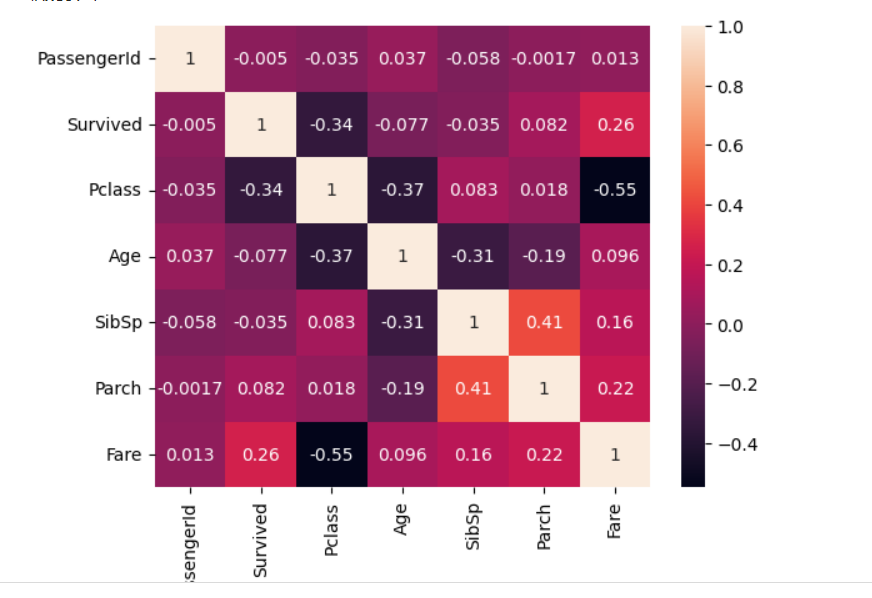 PassengerId 1 -0.005 -0.035 0.037 -0.058 -0.0017 0.013
Survived -0.005 1 -0.34 -0.077 -0.035 0.082 0.26
Pclass -0.035 -0.34 1 -0.37 0.083 0.018 -0.55
Age 0.037 -0.077 -0.37 1 -0.31 -0.19 0.096
SibSp -0.058 -0.035 0.083 -0.31 1 0.41 0.16
Parch -0.0017 0.082 0.018 -0.19 0.41 1 0.22
Fare 0.013 0.26 -0.55 0.096 0.16 0.22 1
ssengerId Survived Pclass Age SibSp Parch Fare
1.0
0.8
0.6
0.4
0.2
0.0
−0.2
−0.4